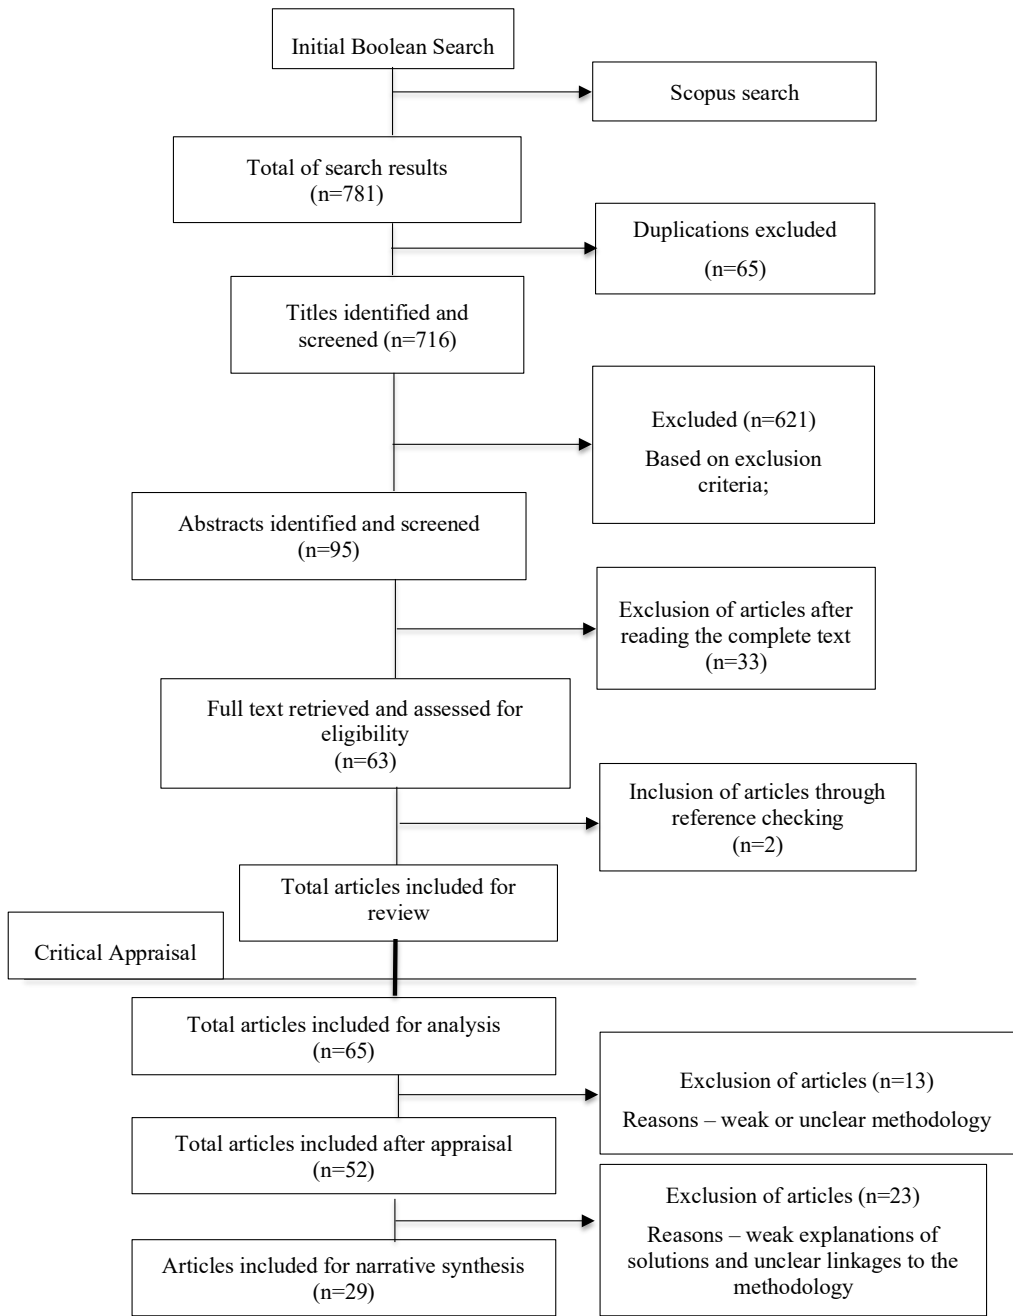 Initial Boolean Search
Scopus search
Total of search results
(n=781)
Duplications excluded
(n=65)
Titles identified and
screened (n=716)
Excluded (n=621)
Based on exclusion
criteria;
Abstracts identified and screened
(n=95)
Exclusion of articles after
reading the complete text
(n=33)
Full text retrieved and assessed for
eligibility
(n=63)
Inclusion of articles through
reference checking
(n=2)
Total articles included for
review
Critical Appraisal
Total articles included for analysis
(n=65)
Exclusion of articles (n=13)
Reasons – weak or unclear methodology
Total articles included after appraisal
(n=52)
Exclusion of articles (n=23)
Reasons – weak explanations of
solutions and unclear linkages to the
methodology
Articles included for narrative synthesis
(n=29)